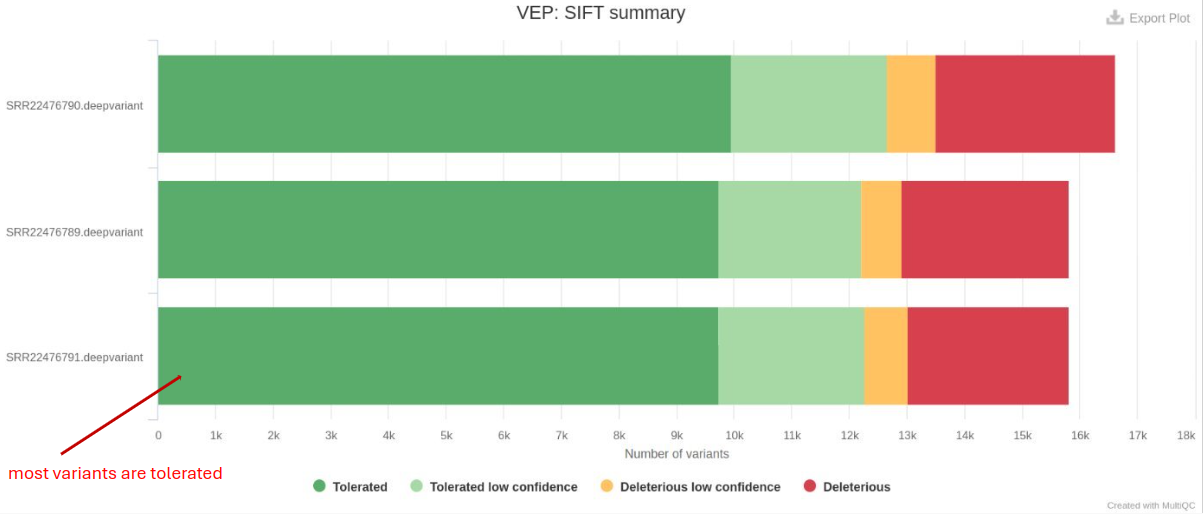 VEP: SIFT summary
Export Plot
SRR22476790.deepvariant
SRR22476789.deepvariant
SRR22476791.deepvariant
0 1k 2k 3k 4k 5k 6k 7k 8k 9k 10k 11k 12k 13k 14k 15k 16k 17k 18k
Number of variants
most variants are tolerated
Tolerated Tolerated low confidence Deleterious low confidence Deleterious
Created with MultiQC